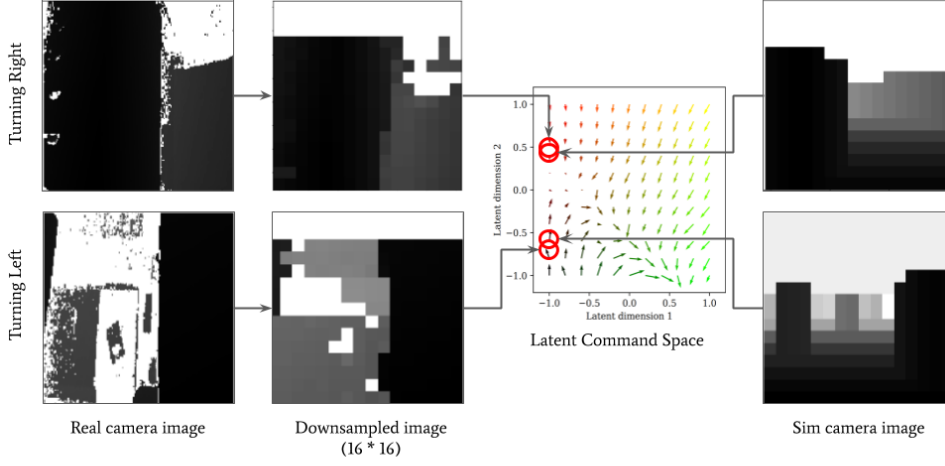 Turning Right
Turning Left
1.0
0.5
0.0
−0.5
−1.0
Latent dimension 2
−1.0 −0.5 0.0 0.5 1.0
Latent dimension 1
Latent Command Space
Real camera image
Downsampled image
(16 * 16)
Sim camera image